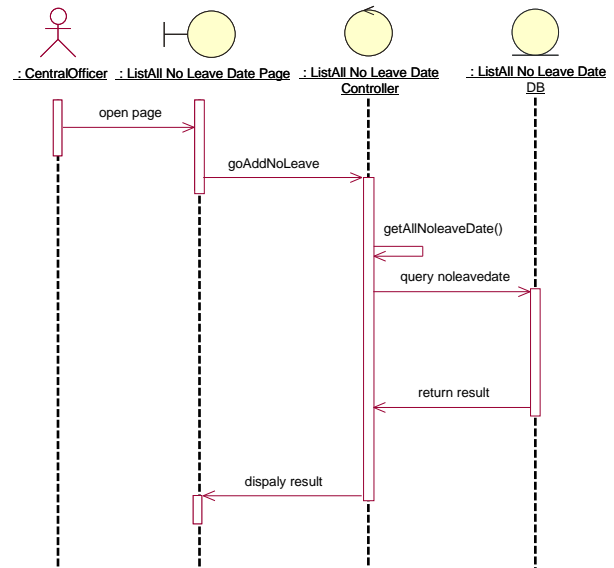 : CentralOfficer
: ListAll No Leave Date Page
: ListAll No Leave Date
Controller
: ListAll No Leave Date
DB
open page
goAddNoLeave
getAllNoleaveDate()
query noleavedate
return result
dispaly result